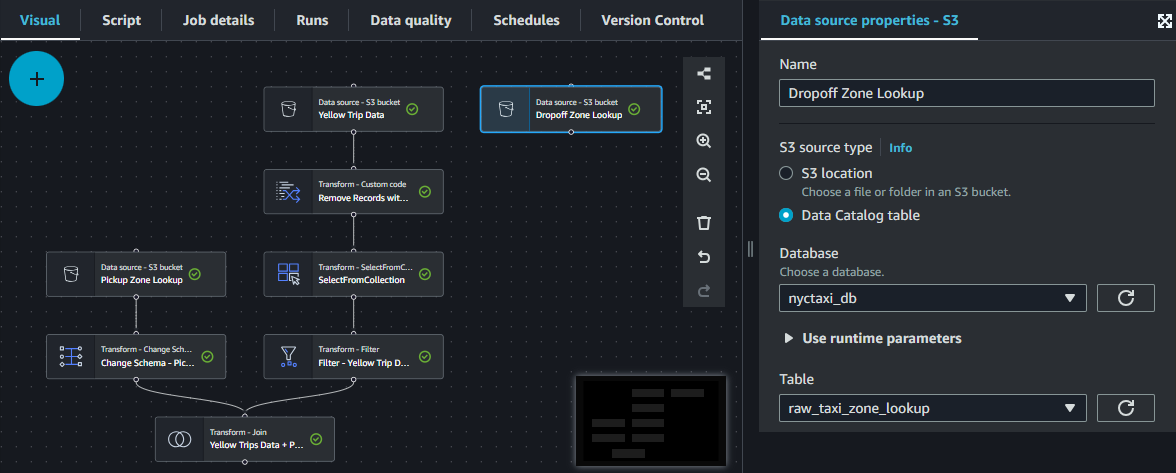 Visual Script Job details Runs Data quality Schedules Version Control
Data source - S3 bucket
Yellow Trip Data
Data source - S3 bucket
Dropoff Zone Lookup
Transform - Custom code
Remove Records wit...
Data source - S3 bucket
Pickup Zone Lookup
Transform - SelectFromC...
SelectFromCollection
Transform - Change Sch...
Change Schema - Pic...
Transform - Filter
Filter - Yellow Trip D...
Transform - Join
Yellow Trips Data + P...
Data source properties - S3
Name
Dropoff Zone Lookup
S3 source type Info
S3 location
Choose a file or folder in an S3 bucket.
Data Catalog table
Database
Choose a database.
nyctaxi_db
Use runtime parameters
Table
raw_taxi_zone_lookup